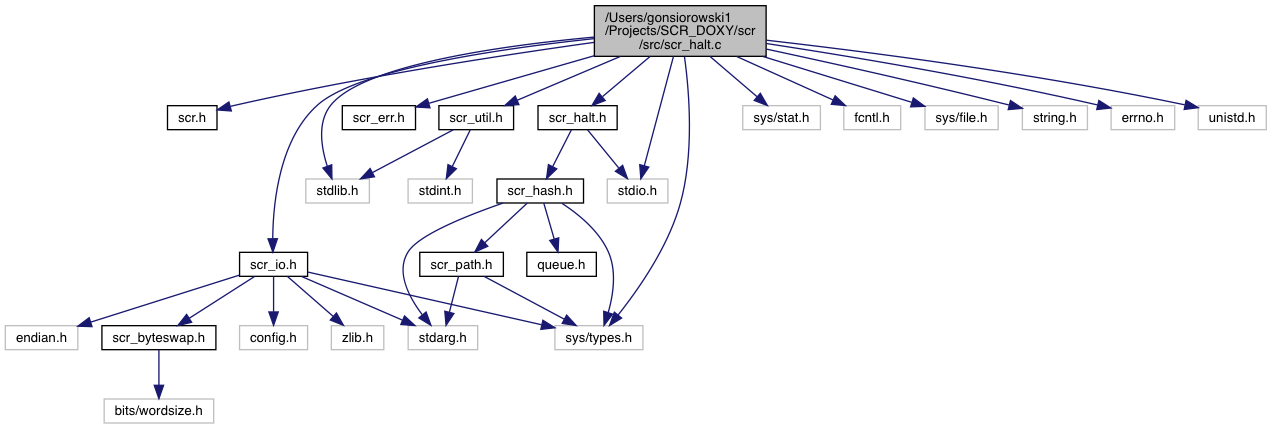 /Users/gonsiorowski1
/Projects/SCR_DOXY/scr
/src/scr_halt.c
scr.h
scr_err.h
scr_util.h
scr_halt.h
sys/stat.h
fcntl.h
sys/file.h
string.h
errno.h
unistd.h
stdlib.h
stdint.h
scr_hash.h
stdio.h
scr_io.h
scr_path.h
queue.h
endian.h
scr_byteswap.h
config.h
zlib.h
stdarg.h
sys/types.h
bits/wordsize.h